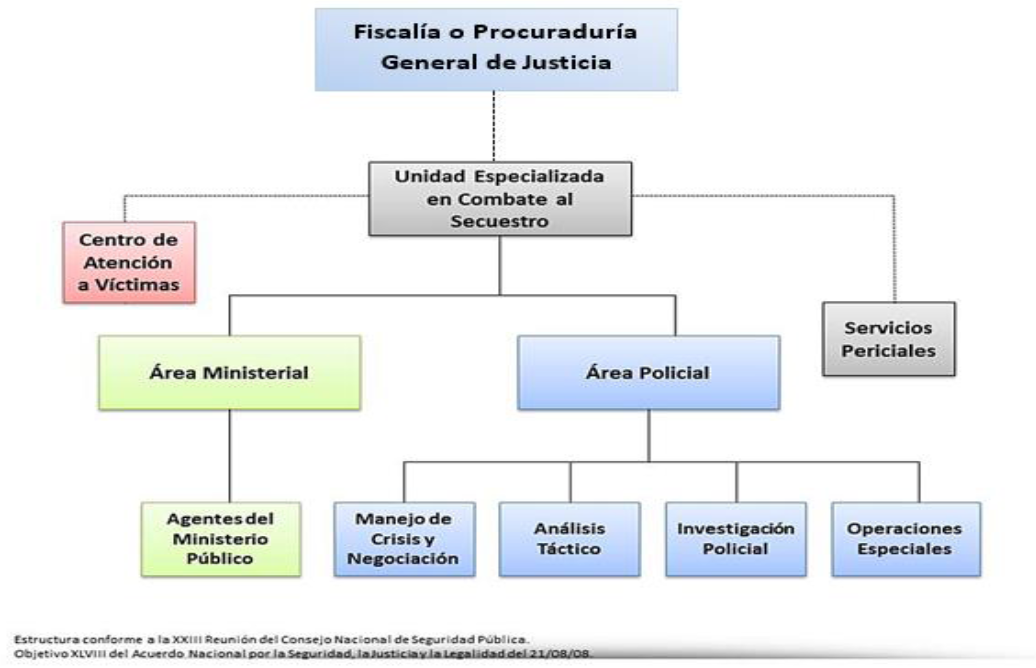 Fiscalía o Procuraduría
General de Justicia
Unidad Especializada
en Combate al
Secuestro
Centro de
Atención
a Víctimas
Servicios
Periciales
Área Ministerial
Área Policial
Agentes del
Ministerio
Público
Manejo de
Crisis y
Negociación
Análisis
Táctico
Investigación
Policial
Operaciones
Especiales
Estructura conforme a la XXIII Reunión del Consejo Nacional de Seguridad Pública.
Objetivo XLVIII del Acuerdo Nacional por la Seguridad, la Justicia y la Legalidad del 21/08/08.